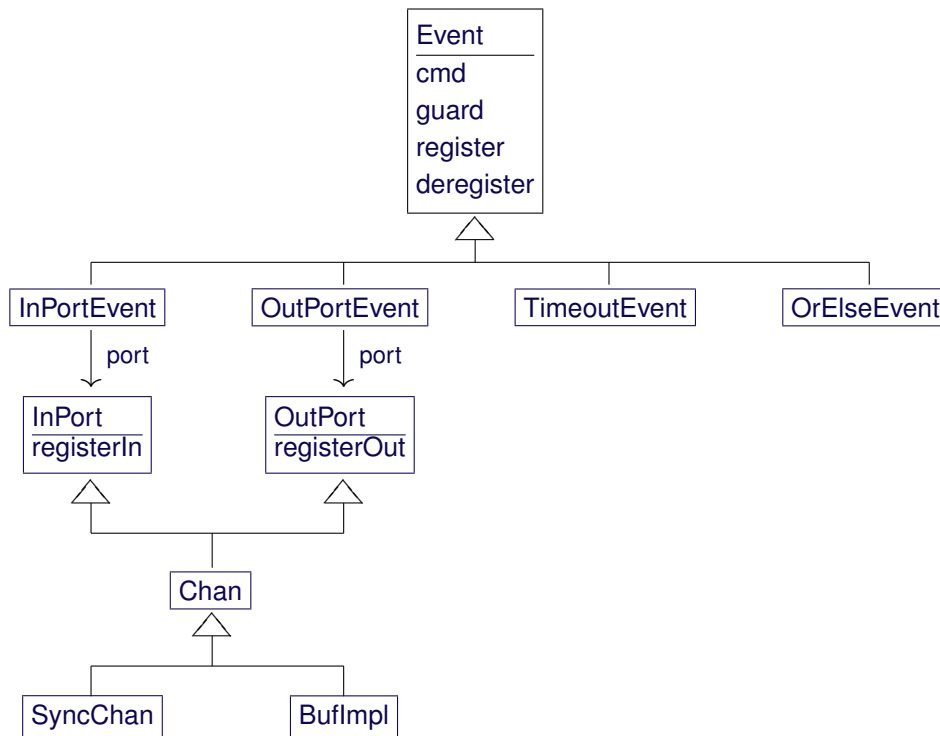 Event
cmd
guard
register
deregister
InPortEvent
OutPortEvent
TimeoutEvent
OrElseEvent
port
port
InPort
registerIn
OutPort
registerOut
Chan
SyncChan
BufImpl